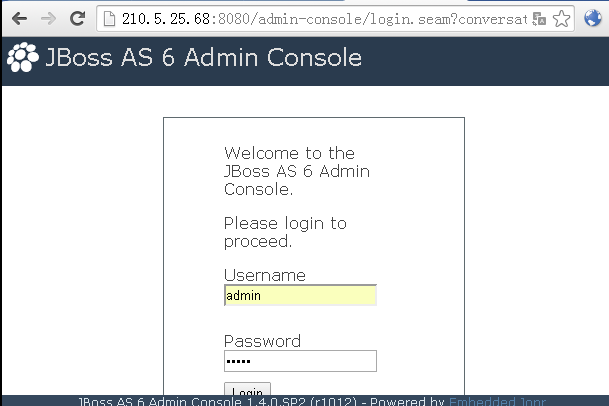 210.5.25.68:8080/admin-console/login.seam?conversat
JBoss AS 6 Admin Console
Welcome to the
JBoss AS 6 Admin
Console.
Please login to
proceed.
Username
admin
Password
•••••
Login
JBoss AS 6 Admin Console 1.4.0.SP2 (r1012) - Powered by Embedded Jopr